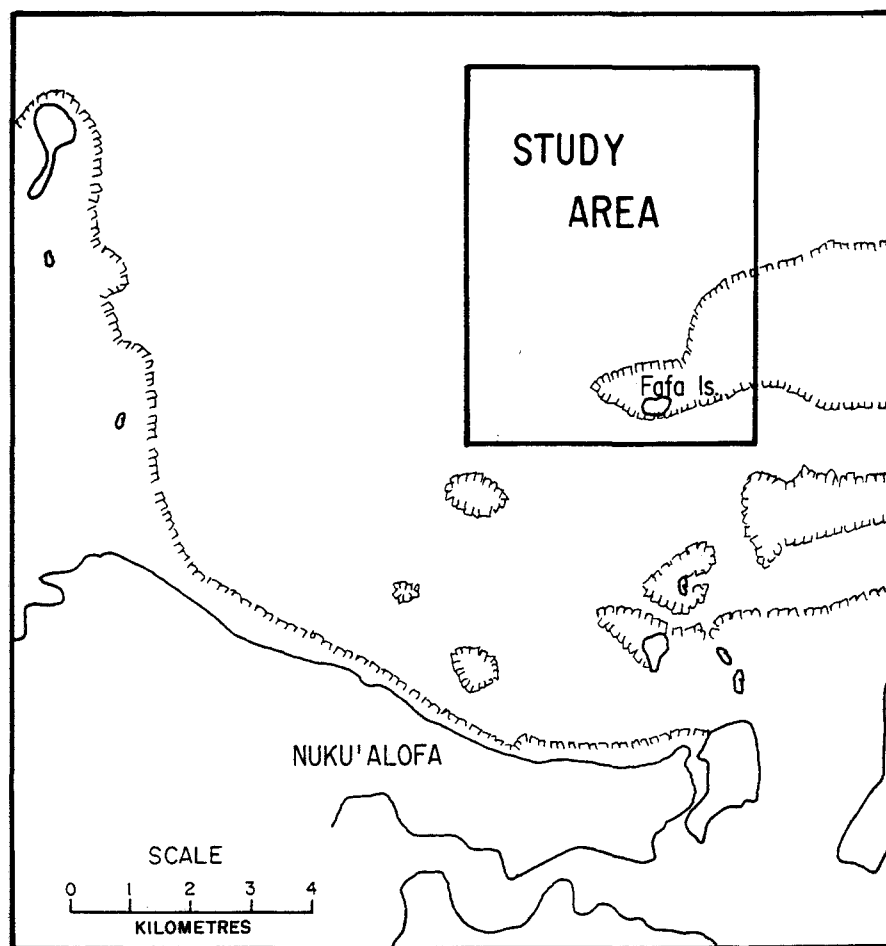 STUDY
AREA
Fafa Is.
NUKU'ALOFA
SCALE
0 1 2 3 4
KILOMETRES